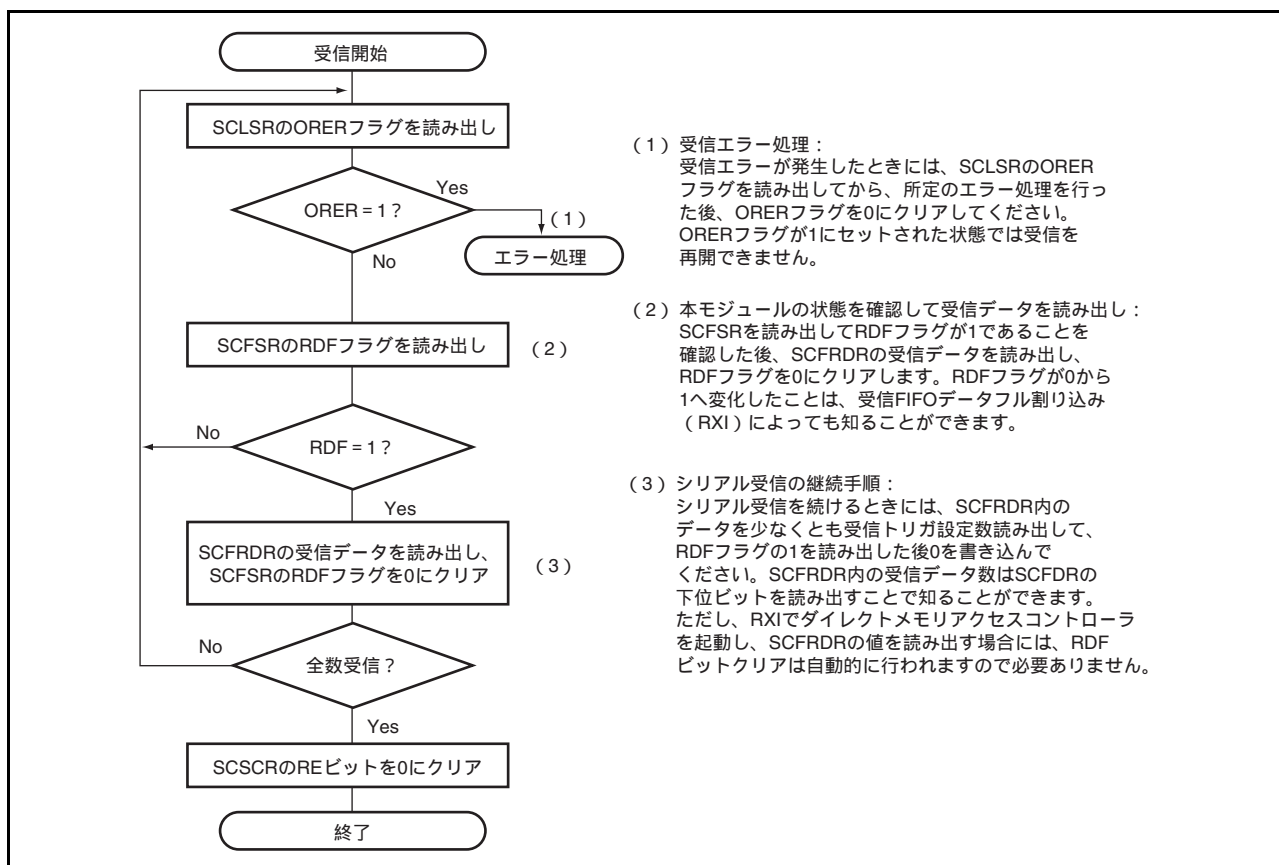 受信開始
SCLSRのORERフラグを読み出し
Yes
ORER = 1?
(1)
エラー処理
No
SCFSRのRDFフラグを読み出し
(2)
No
RDF = 1?
Yes
SCFRDRの受信データを読み出し、
SCFSRのRDFフラグを0にクリア
(3)
No
全数受信?
Yes
SCSCRのREビットを0にクリア
終了
(1)受信エラー処理:
受信エラーが発生したときには、SCLSRのORER
フラグを読み出してから、所定のエラー処理を行っ
た後、ORERフラグを0にクリアしてください。
ORERフラグが1にセットされた状態では受信を
再開できません。
(2)本モジュールの状態を確認して受信データを読み出し:
SCFSRを読み出してRDFフラグが1であることを
確認した後、SCFRDRの受信データを読み出し、
RDFフラグを0にクリアします。RDFフラグが0から
1へ変化したことは、受信FIFOデータフル割り込み
(RXI)によっても知ることができます。
(3)シリアル受信の継続手順:
シリアル受信を続けるときには、SCFRDR内の
データを少なくとも受信トリガ設定数読み出して、
RDFフラグの1を読み出した後0を書き込んで
ください。SCFRDR内の受信データ数はSCFDRの
下位ビットを読み出すことで知ることができます。
ただし、RXIでダイレクトメモリアクセスコントローラ
を起動し、SCFRDRの値を読み出す場合には、RDF
ビットクリアは自動的に行われますので必要ありません。